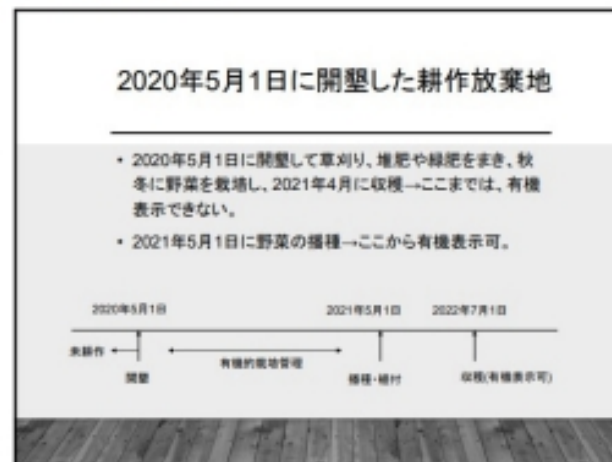 2020年5月1日に開墾した耕作放棄地
• 2020年5月1日に開墾して草刈り、堆肥や緑肥をまき、秋
冬に野菜を栽培し、2021年4月に収穫→ここまでは、有機
表示できない。
• 2021年5月1日に野菜の播種→ここから有機表示可。
2020年5月1日 2021年5月1日 2022年7月1日
未耕作 有機的栽培管理
開墾 播種・植付 収穫(有機表示可)